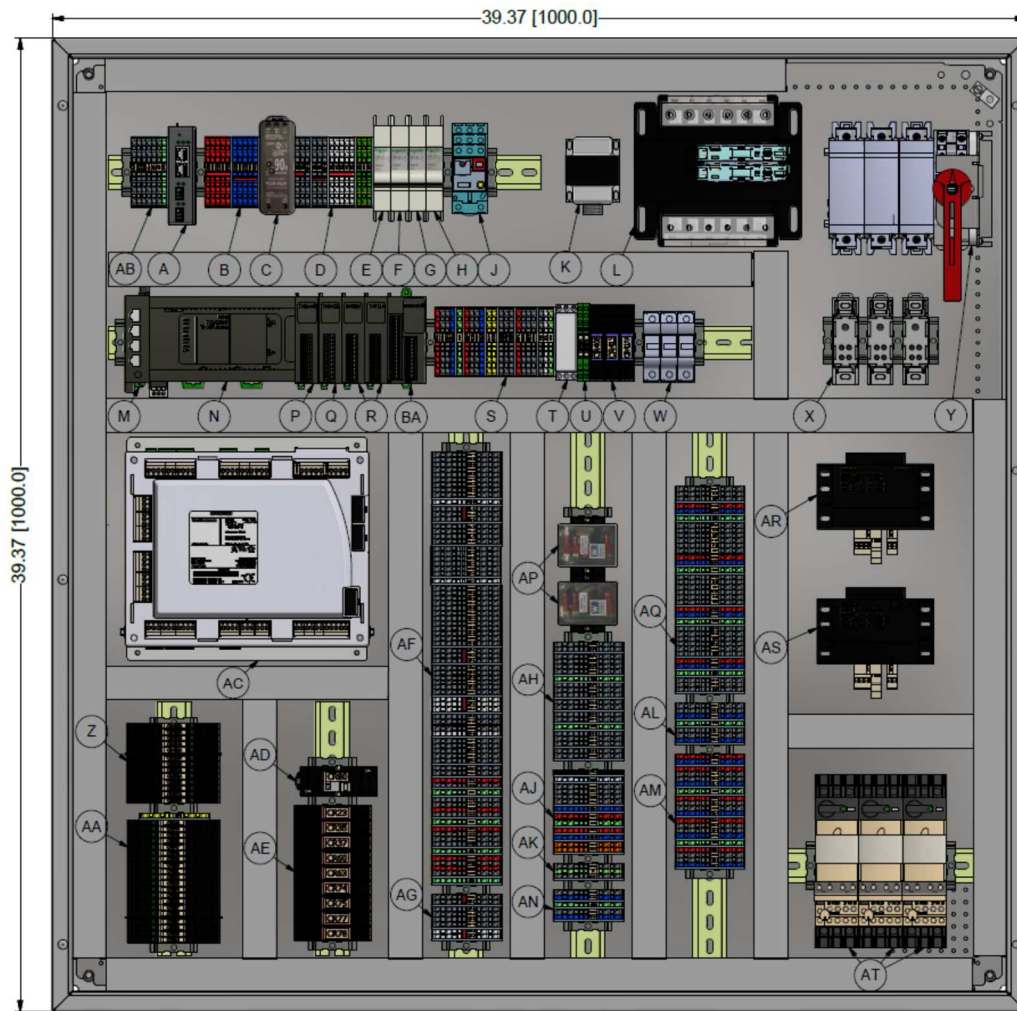 39.37 [1000.0]
39.37 [1000.0]
AB A B C D E F G H J K L
M N P Q R BA S T U V W X Y
AC
AF
AP
AH
AQ
AR
AS
AL
Z
AD
AA
AE
AJ
AM
AK
AG
AN
AT